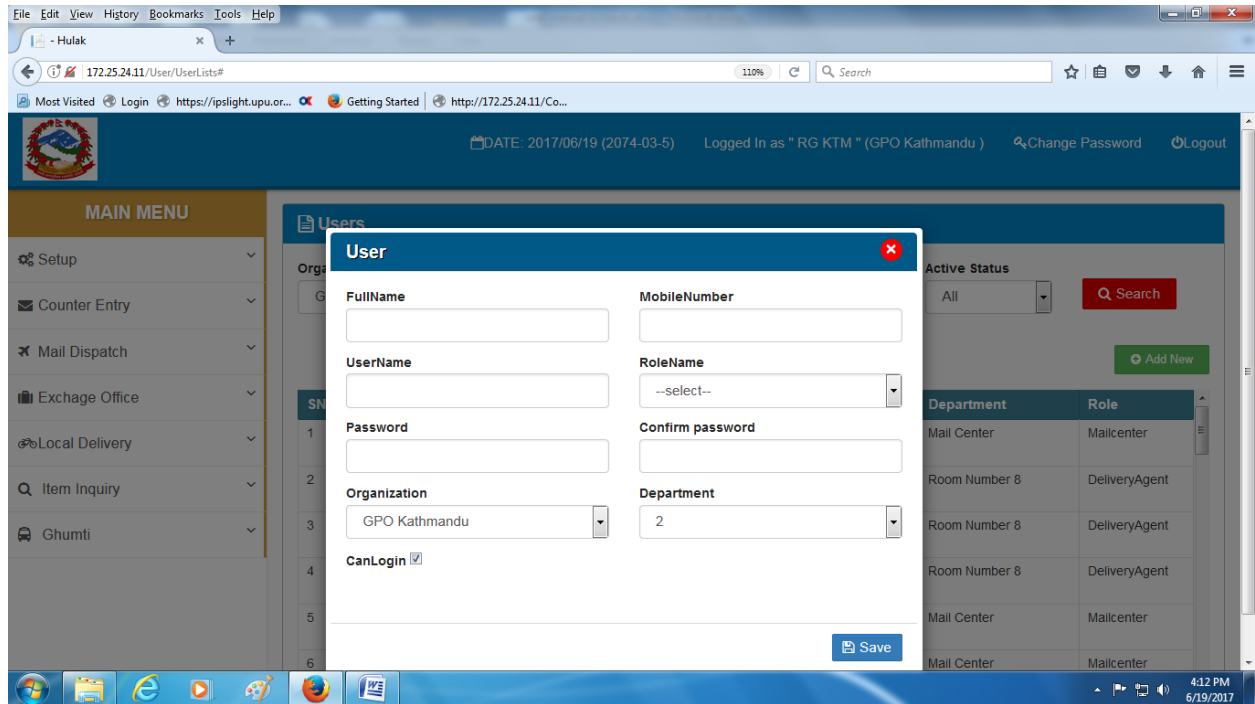 File Edit View History Bookmarks Tools Help
- Hulak × +
172.25.24.11/User/UserLists# 110% Search
Most Visited Login https://ipslight.upu.or... Getting Started http://172.25.24.11/Co...
DATE: 2017/06/19 (2074-03-5) Logged In as " RG KTM " (GPO Kathmandu ) Change Password Logout
MAIN MENU
Setup
Counter Entry
Mail Dispatch
Exchage Office
Local Delivery
Item Inquiry
Ghumti
Users
Active Status
All Search
Add New
User
FullName MobileNumber
UserName RoleName
--select--
Password Confirm password
Organization Department
GPO Kathmandu 2
CanLogin
Save
SN Department Role
1 Mail Center Mailcenter
2 Room Number 8 DeliveryAgent
3 Room Number 8 DeliveryAgent
4 Room Number 8 DeliveryAgent
5 Mail Center Mailcenter
6 Mail Center Mailcenter
4:12 PM
6/19/2017